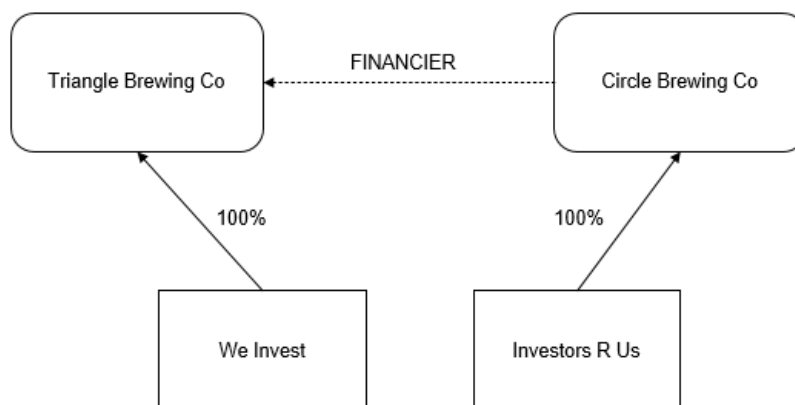 FINANCIER
Triangle Brewing Co
Circle Brewing Co
100%
100%
We Invest
Investors R Us